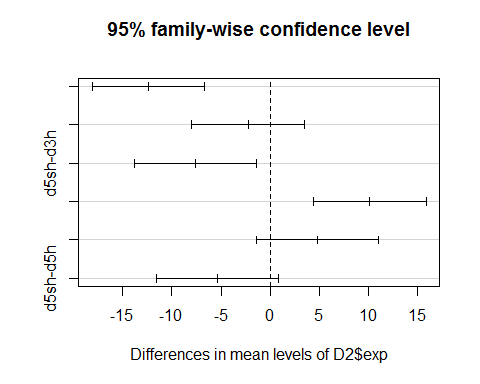 95% family-wise confidence level
d5sh-d3h
d5sh-d5h
-15 -10 -5 0 5 10 15
Differences in mean levels of D2$exp